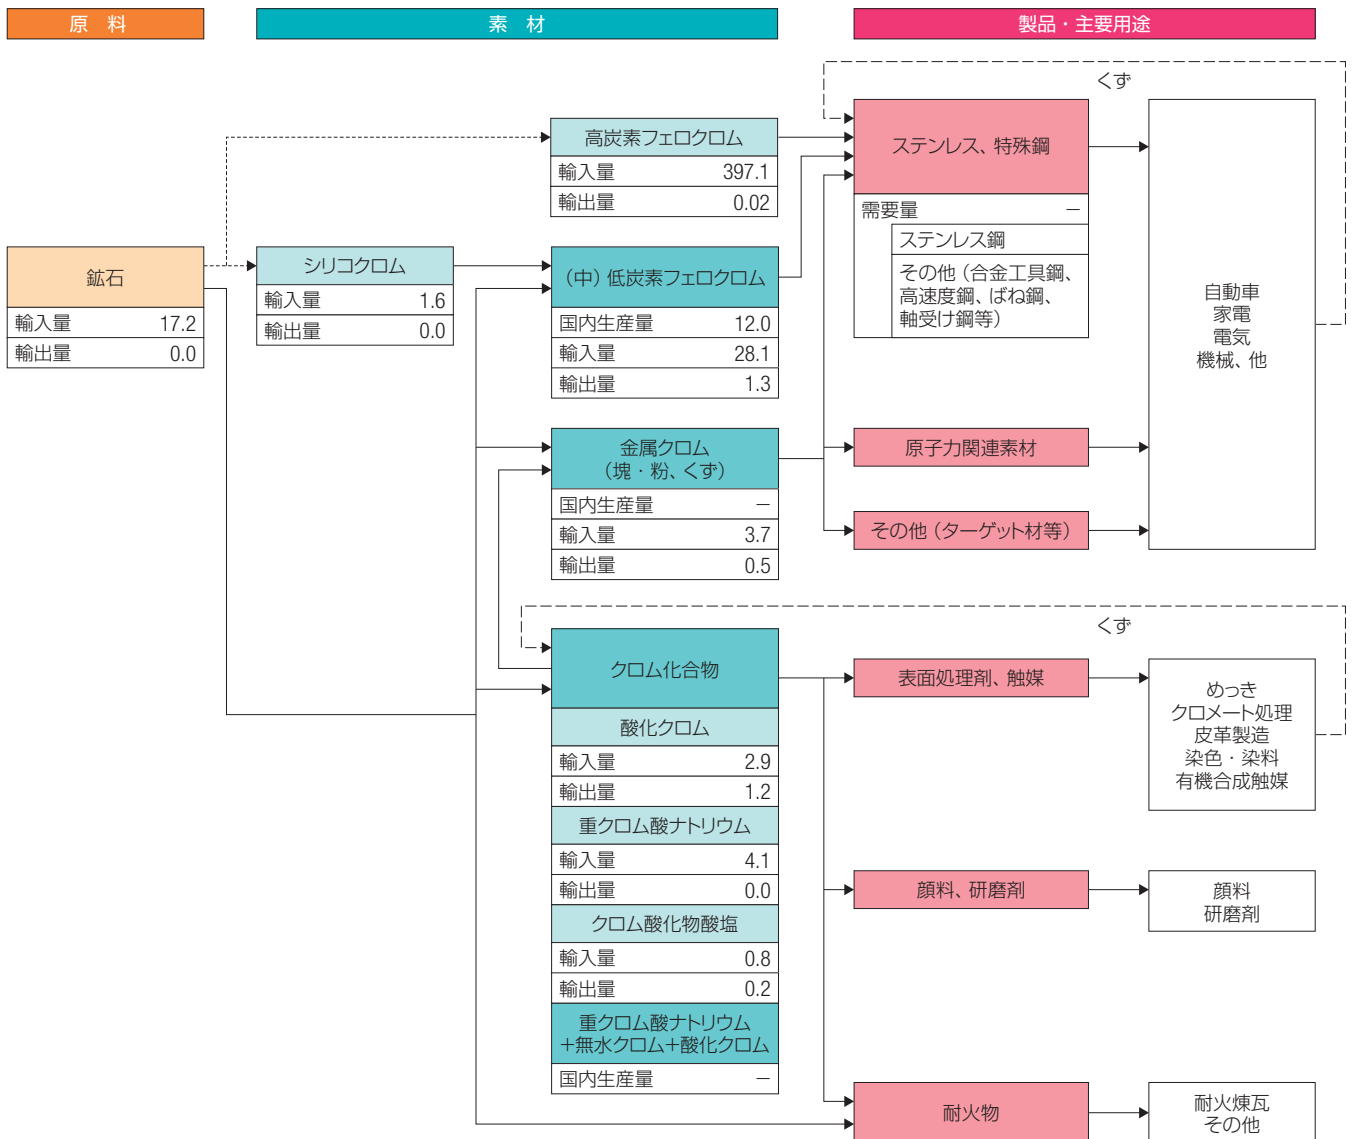 原　料
素　材
製品・主要用途
くず
高炭素フェロクロム
輸入量 397.1
輸出量 0.02
ステンレス、特殊鋼
需要量 －
ステンレス鋼
その他（合金工具鋼、
高速度鋼、ばね鋼、
軸受け鋼等）
鉱石
輸入量 17.2
輸出量 0.0
シリコクロム
輸入量 1.6
輸出量 0.0
（中）低炭素フェロクロム
国内生産量 12.0
輸入量 28.1
輸出量 1.3
自動車
家電
電気
機械、他
金属クロム
（塊・粉、くず）
国内生産量 －
輸入量 3.7
輸出量 0.5
原子力関連素材
その他（ターゲット材等）
くず
クロム化合物
酸化クロム
輸入量 2.9
輸出量 1.2
重クロム酸ナトリウム
輸入量 4.1
輸出量 0.0
クロム酸化物酸塩
輸入量 0.8
輸出量 0.2
重クロム酸ナトリウム
＋無水クロム＋酸化クロム
国内生産量 －
表面処理剤、触媒
めっき
クロメート処理
皮革製造
染色・染料
有機合成触媒
顔料、研磨剤
顔料
研磨剤
耐火物
耐火煉瓦
その他